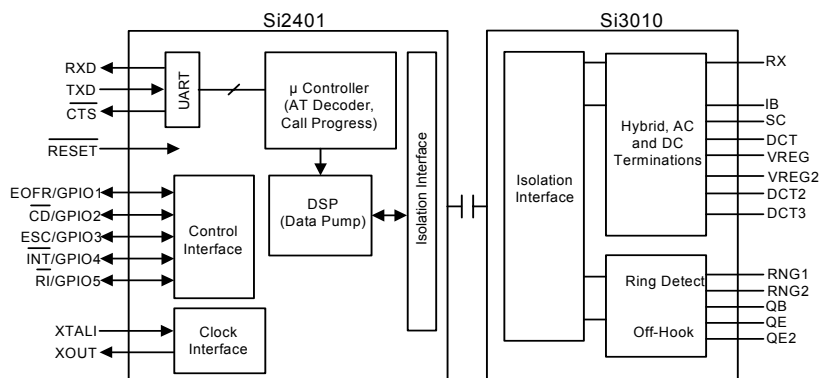 Si2401
Si3010
RXD
TXD
CTS
RESET
EOFR/GPIO1
CD/GPIO2
ESC/GPIO3
INT/GPIO4
RI/GPIO5
XTALI
XOUT
UART
µ Controller
(AT Decoder,
Call Progress)
DSP
(Data Pump)
Control
Interface
Clock
Interface
Isolation Interface
Isolation
Interface
Hybrid, AC
and DC
Terminations
Ring Detect
Off-Hook
RX
IB
SC
DCT
VREG
VREG2
DCT2
DCT3
RNG1
RNG2
QB
QE
QE2